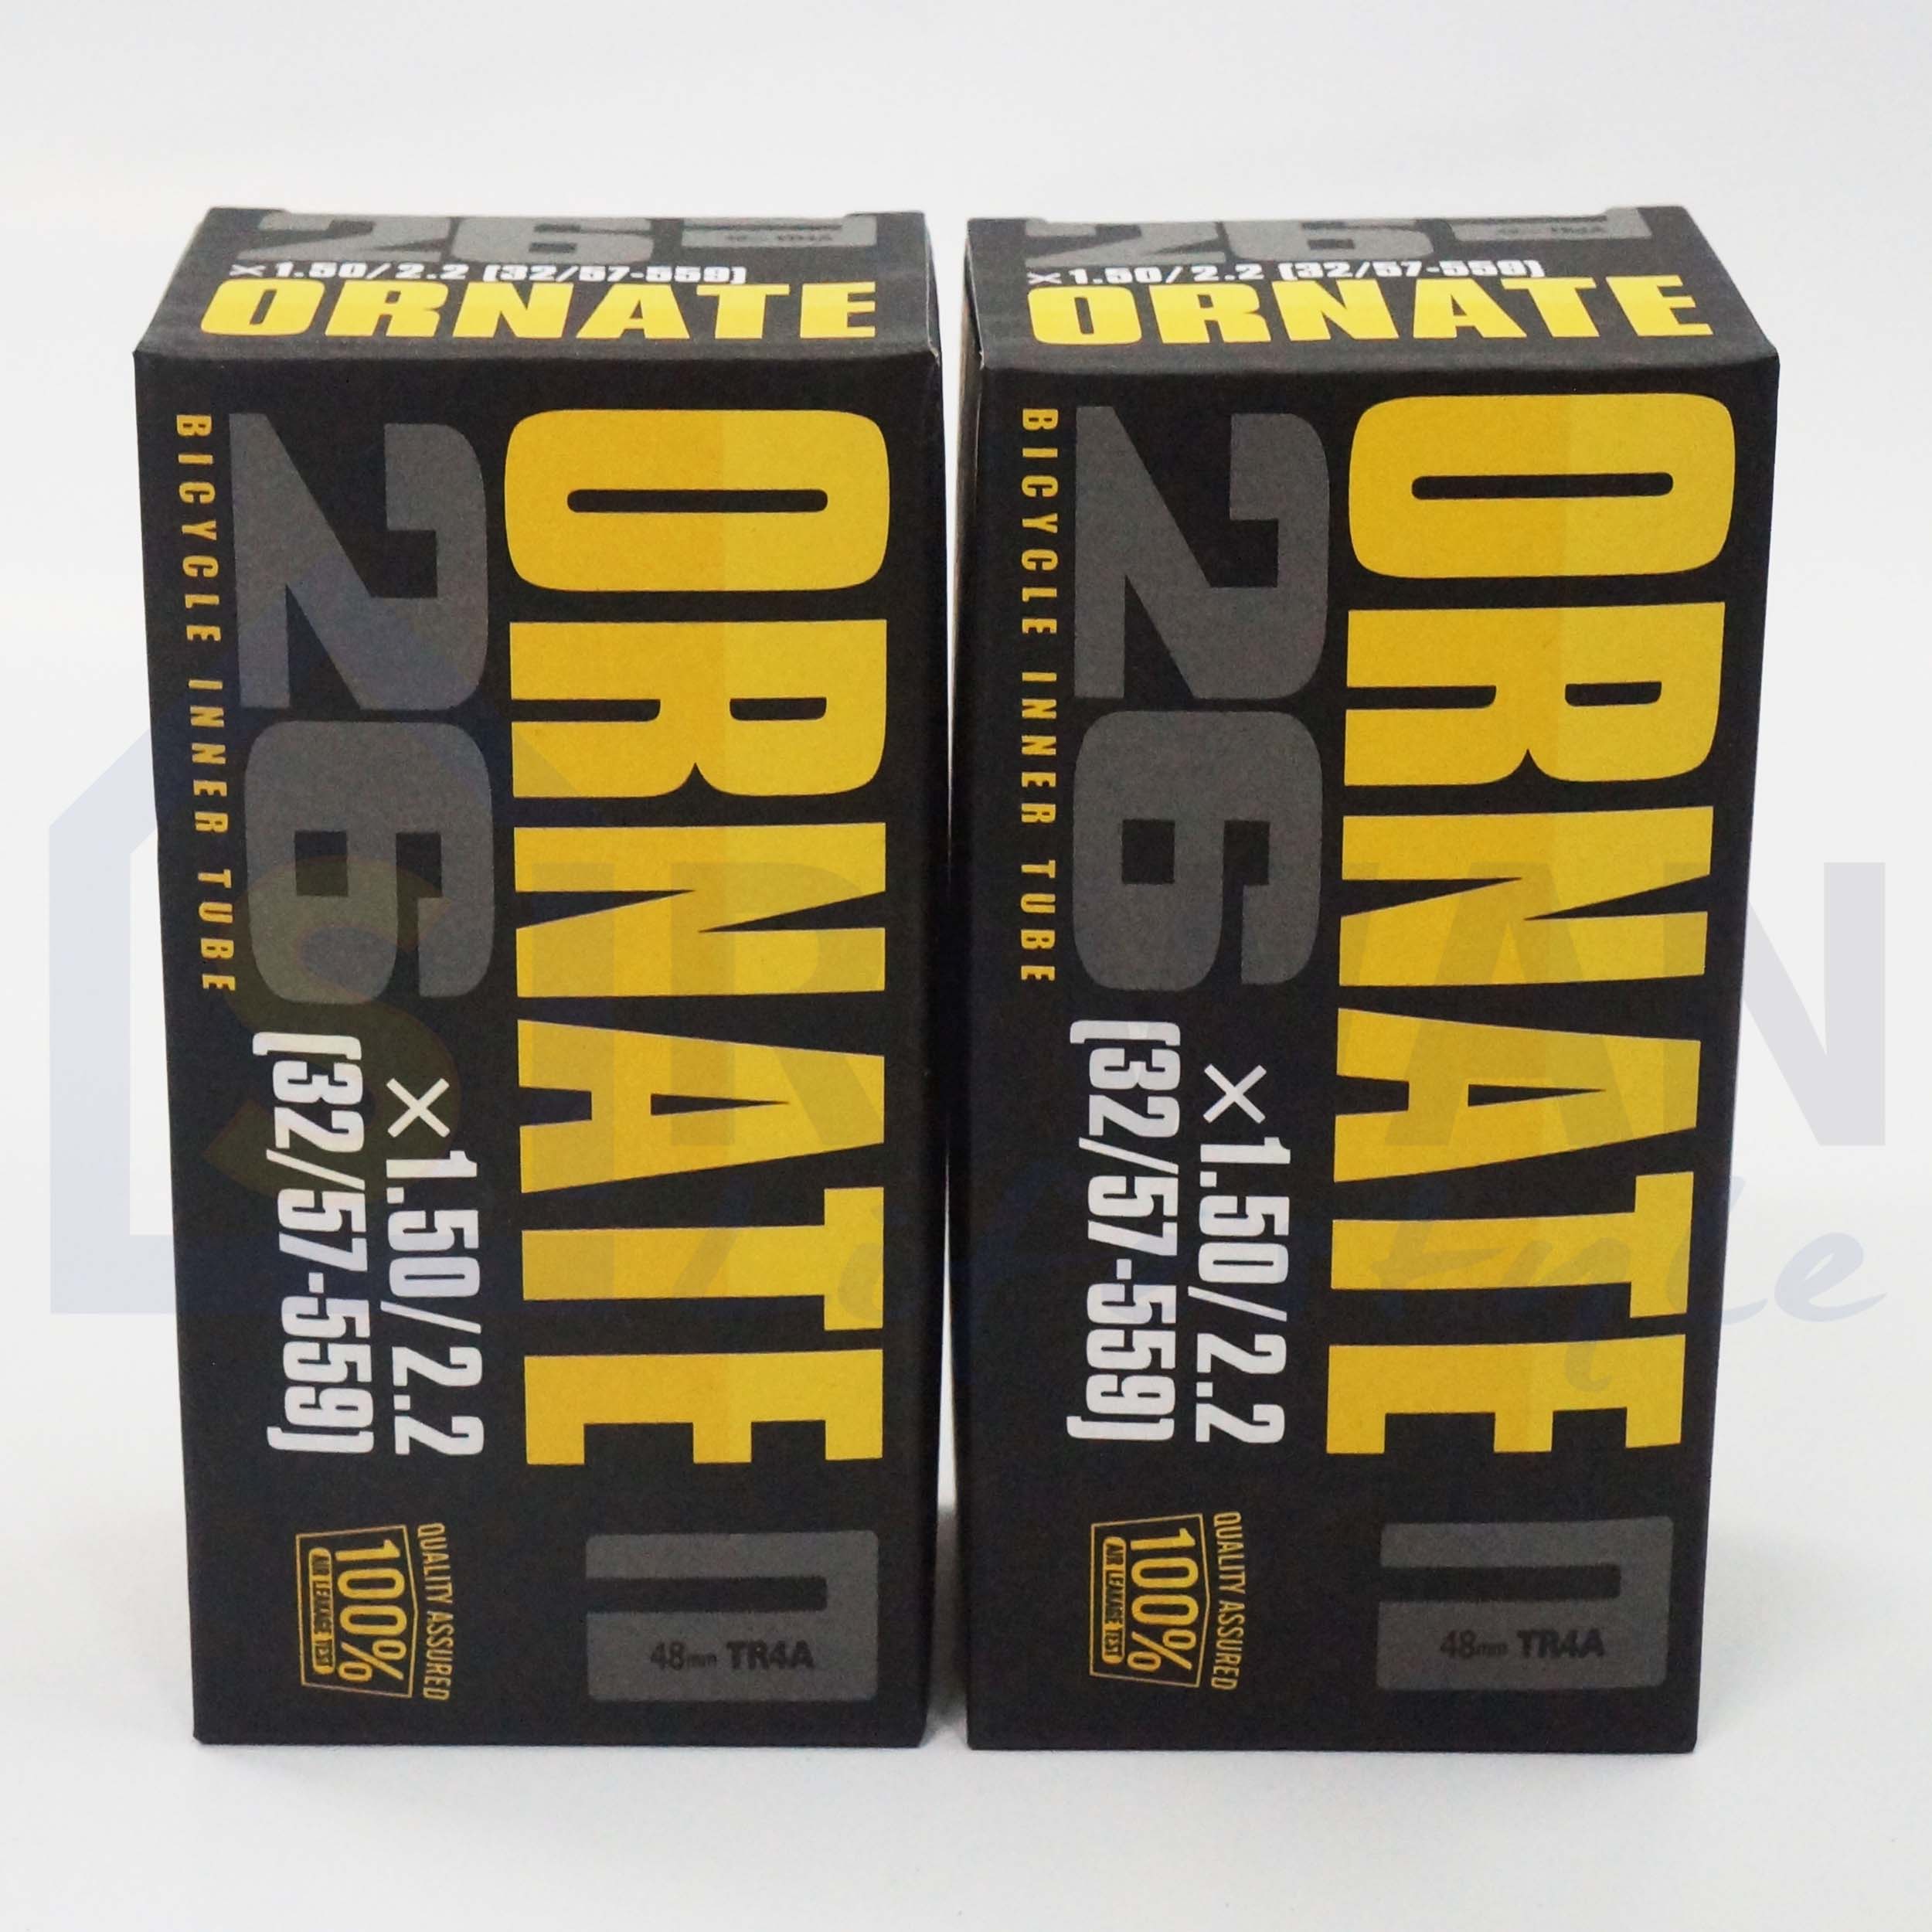 26
× 1.50/2.2 (32/57-559)
ORNATE
ORNATE
26
× 1.50/2.2
(32/57-559)
BICYCLE INNER TUBE
48mm TR4A
QUALITY ASSURED
100%
AIR LEAKAGE TEST
26
× 1.50/2.2 (32/57-559)
ORNATE
ORNATE
26
× 1.50/2.2
(32/57-559)
BICYCLE INNER TUBE
48mm TR4A
QUALITY ASSURED
100%
AIR LEAKAGE TEST